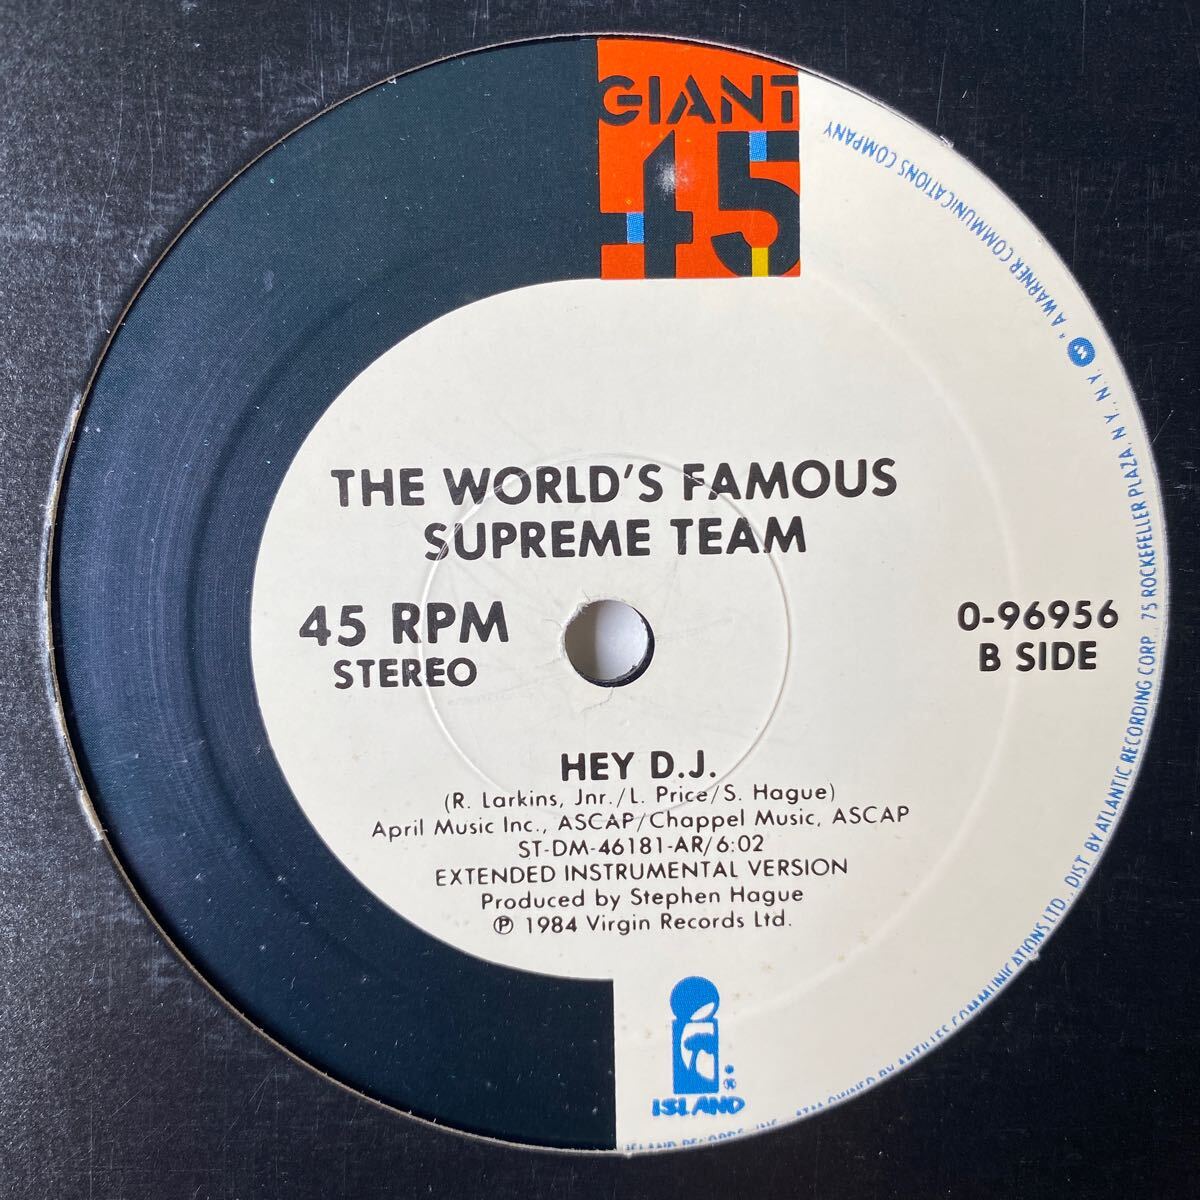 GIANT
45
THE WORLD'S FAMOUS
SUPREME TEAM
45 RPM
STEREO
0-96956
B SIDE
HEY D.J.
(R. Larkins, Jnr./L. Price/S. Hague)
April Music Inc., ASCAP/Chappel Music, ASCAP
ST-DM-46181-AR/6:02
EXTENDED INSTRUMENTAL VERSION
Produced by Stephen Hague
℗ 1984 Virgin Records Ltd.
ISLAND®
COMMUNICATIONS LTD., DIST BY ATLANTIC RECORDING CORP 75 ROCKEFELLER PLAZA, N.Y., N.Y. A WARNER COMMUNICATIONS COMPANY